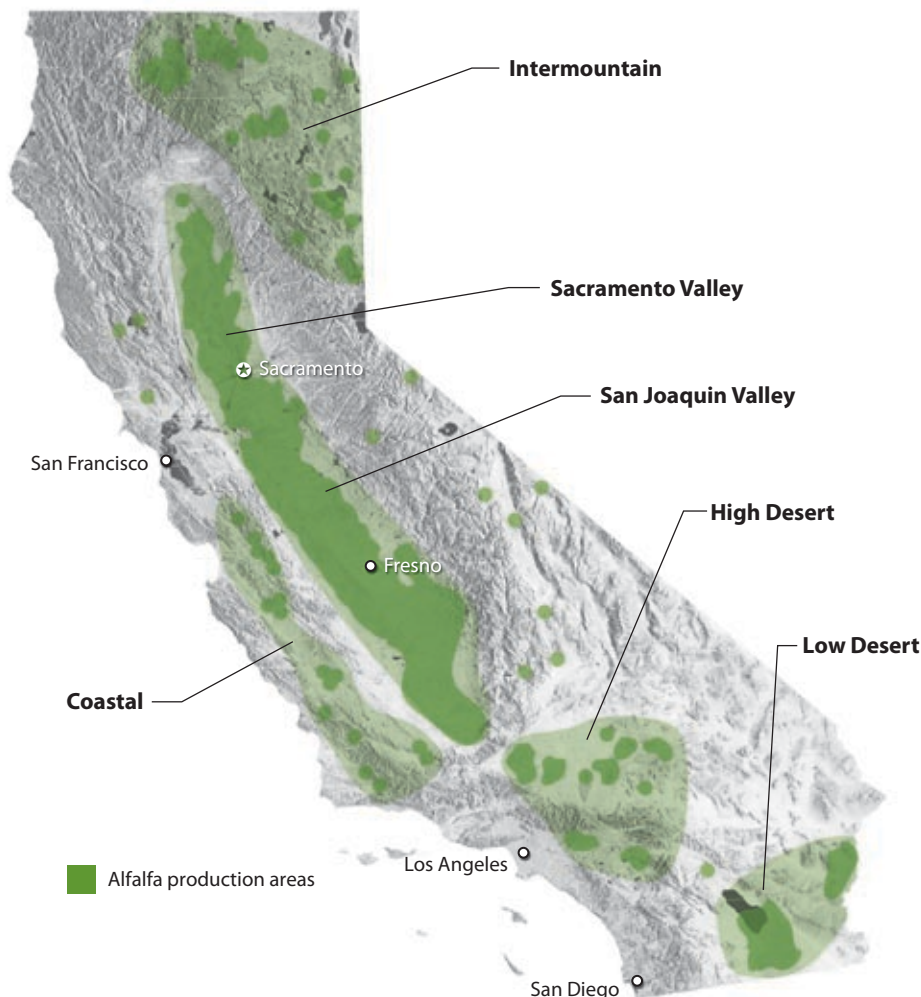 Intermountain
Sacramento Valley
Sacramento
San Joaquin Valley
San Francisco
High Desert
Fresno
Low Desert
Coastal
Los Angeles
Alfalfa production areas
San Diego